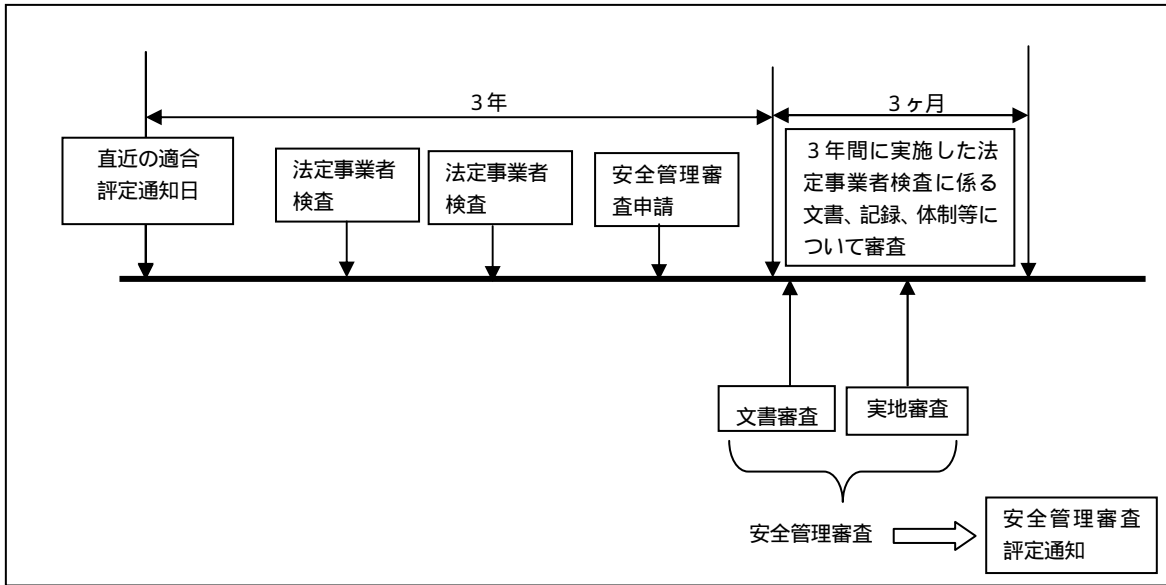 3年
3ヶ月
直近の適合
評定通知日
法定事業者
検査
法定事業者
検査
安全管理審
査申請
3年間に実施した法
定事業者検査に係る
文書、記録、体制等に
ついて審査
文書審査
実地審査
安全管理審査
安全管理審査
評定通知